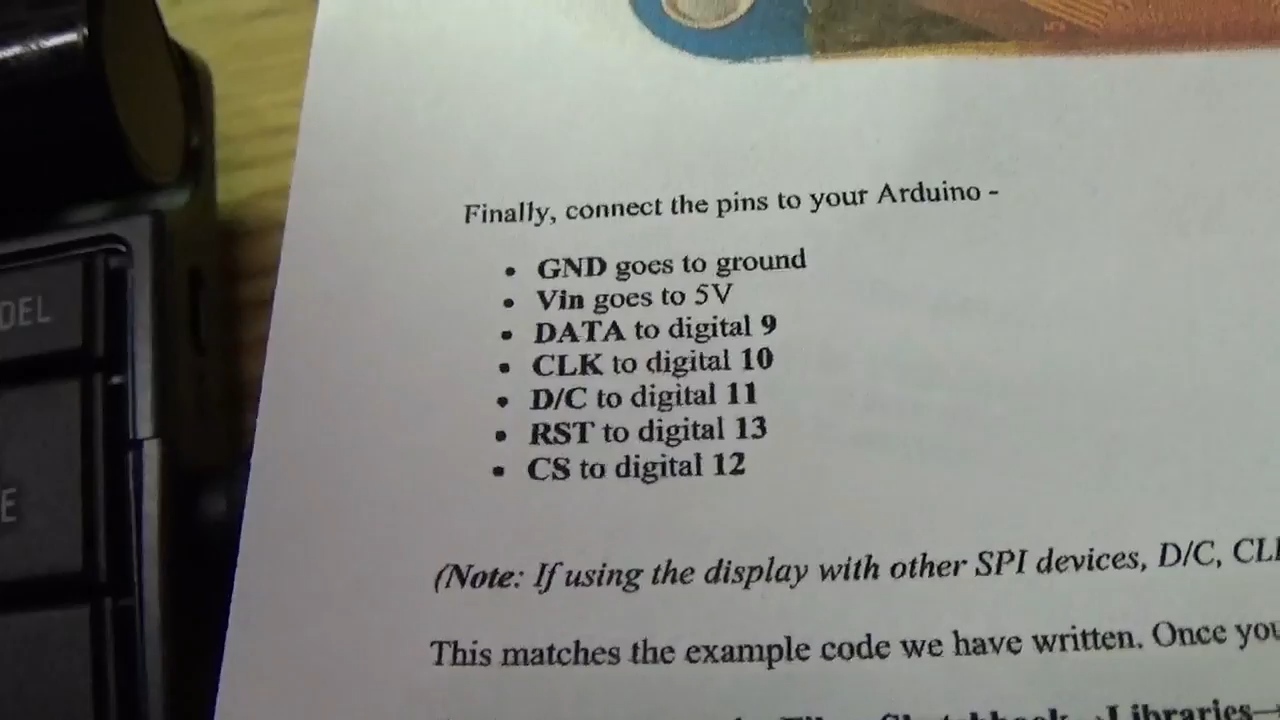 Finally, connect the pins to your Arduino -
• GND goes to ground
• Vin goes to 5V
• DATA to digital 9
• CLK to digital 10
• D/C to digital 11
• RST to digital 13
• CS to digital 12
(Note: If using the display with other SPI devices, D/C,
This matches the example code we have written. Once
Libraries
DEL
E